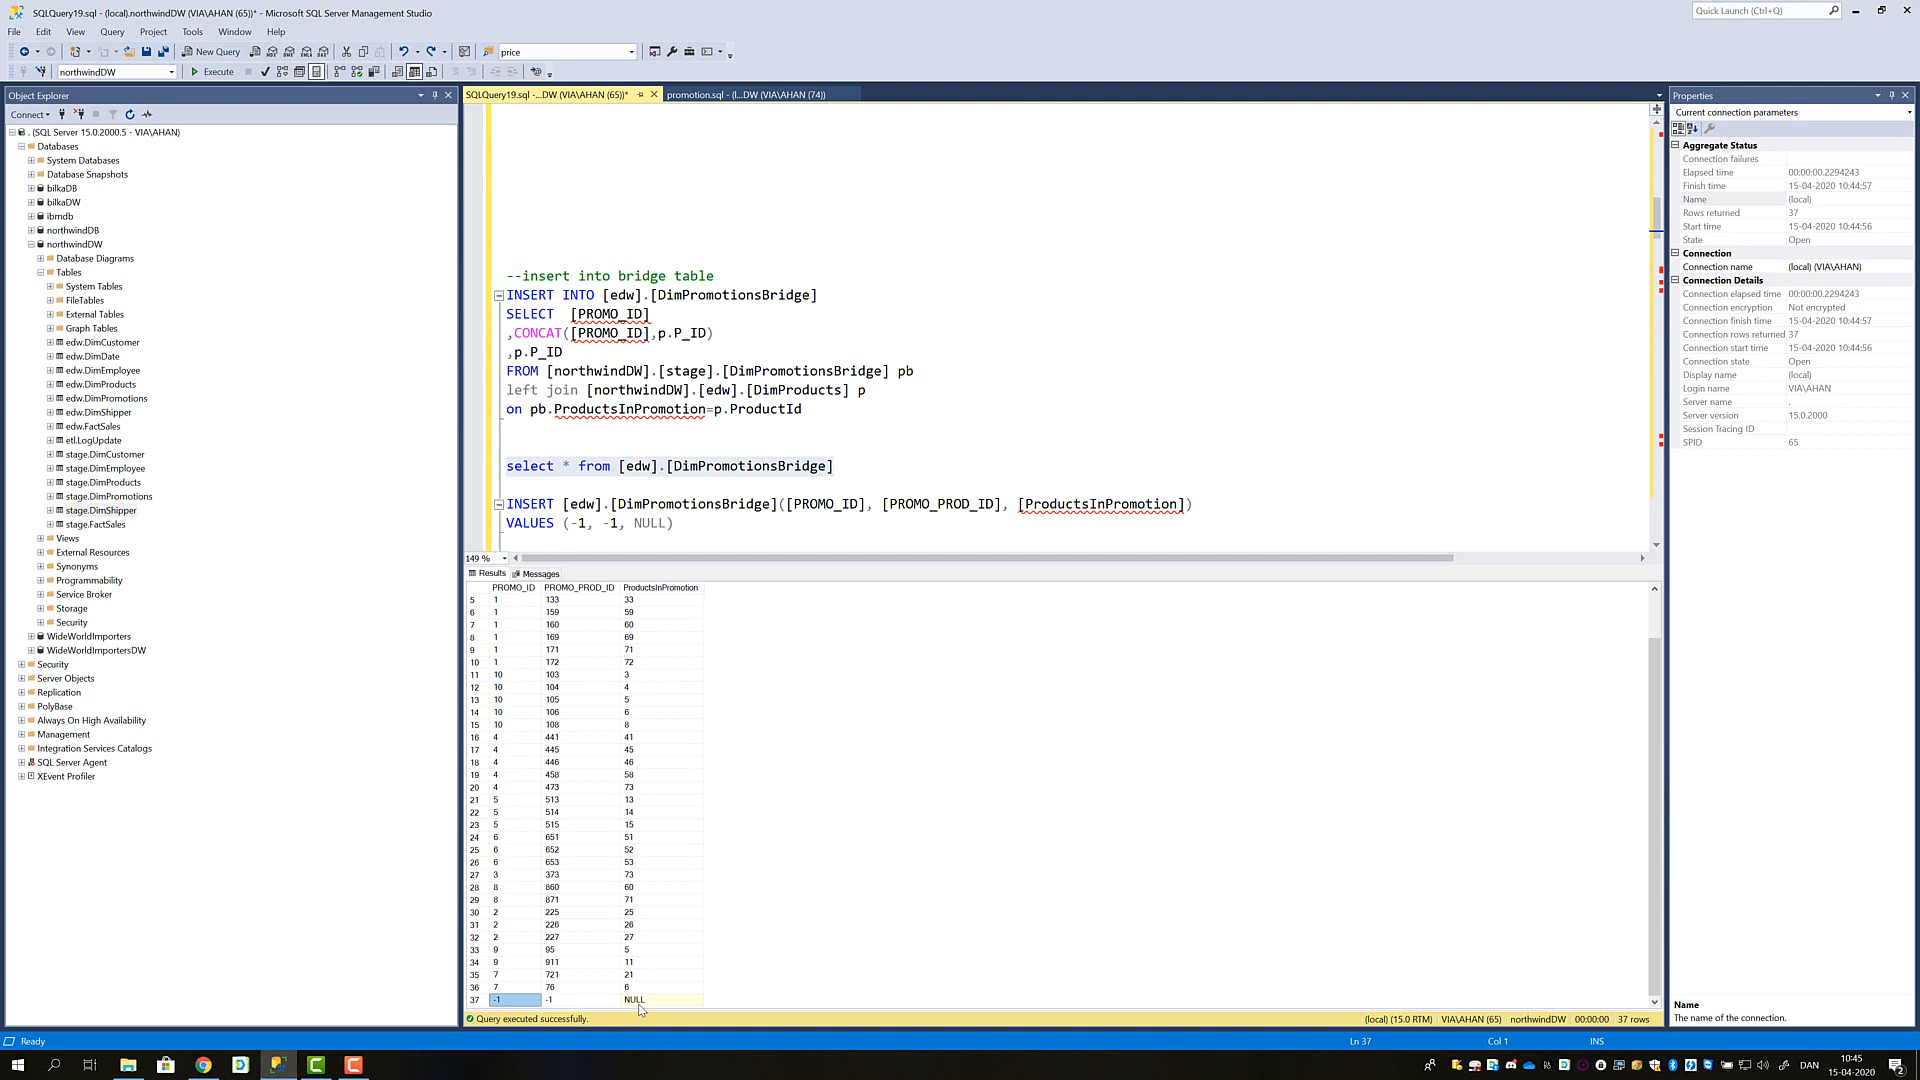 SQLQuery19.sql - (local).northwindDW (VIA\AHAN (65))* - Microsoft SQL Server Management Studio
Quick Launch (Ctrl+Q)
File Edit View Query Project Tools Window Help
New Query
price
northwindDW
Execute
Object Explorer
SQLQuery19.sql -...DW (VIA\AHAN (65))*
promotion.sql - (l...DW (VIA\AHAN (74))
Properties
Connect
Current connection parameters
. (SQL Server 15.0.2000.5 - VIA\AHAN)
Databases
System Databases
Database Snapshots
bilkaDB
bilkaDW
ibmdb
northwindDB
northwindDW
Database Diagrams
Tables
System Tables
FileTables
External Tables
Graph Tables
edw.DimCustomer
edw.DimDate
edw.DimEmployee
edw.DimProducts
edw.DimPromotions
edw.DimShipper
edw.FactSales
etl.LogUpdate
stage.DimCustomer
stage.DimEmployee
stage.DimProducts
stage.DimPromotions
stage.DimShipper
stage.FactSales
Views
External Resources
Synonyms
Programmability
Service Broker
Storage
Security
WideWorldImporters
WideWorldImportersDW
Security
Server Objects
Replication
PolyBase
Always On High Availability
Management
Integration Services Catalogs
SQL Server Agent
XEvent Profiler
--insert into bridge table
INSERT INTO [edw].[DimPromotionsBridge]
SELECT [PROMO_ID]
,CONCAT([PROMO_ID],p.P_ID)
,p.P_ID
FROM [northwindDW].[stage].[DimPromotionsBridge] pb
left join [northwindDW].[edw].[DimProducts] p
on pb.ProductsInPromotion=p.ProductId
select * from [edw].[DimPromotionsBridge]
INSERT [edw].[DimPromotionsBridge]([PROMO_ID], [PROMO_PROD_ID], [ProductsInPromotion])
VALUES (-1, -1, NULL)
149 %
Results Messages
PROMO_ID PROMO_PROD_ID ProductsInPromotion
5 1 133 33
6 1 159 59
7 1 160 60
8 1 169 69
9 1 171 71
10 1 172 72
11 10 103 3
12 10 104 4
13 10 105 5
14 10 106 6
15 10 108 8
16 4 441 41
17 4 445 45
18 4 446 46
19 4 458 58
20 4 473 73
21 5 513 13
22 5 514 14
23 5 515 15
24 6 651 51
25 6 652 52
26 6 653 53
27 3 373 73
28 8 860 60
29 8 871 71
30 2 225 25
31 2 226 26
32 2 227 27
33 9 95 5
34 9 911 11
35 7 721 21
36 7 76 6
37 -1 -1 NULL
Query executed successfully.
(local) (15.0 RTM) VIA\AHAN (65) northwindDW 00:00:00 37 rows
Aggregate Status
Connection failures
Elapsed time 00:00:00.2294243
Finish time 15-04-2020 10:44:57
Name (local)
Rows returned 37
Start time 15-04-2020 10:44:56
State Open
Connection
Connection name (local) (VIA\AHAN)
Connection Details
Connection elapsed time 00:00:00.2294243
Connection encryption Not encrypted
Connection finish time 15-04-2020 10:44:57
Connection rows returned 37
Connection start time 15-04-2020 10:44:56
Connection state Open
Display name (local)
Login name VIA\AHAN
Server name .
Server version 15.0.2000
Session Tracing ID
SPID 65
Name
The name of the connection.
Ready
Ln 37
Col 1
INS
DAN
10:45
15-04-2020